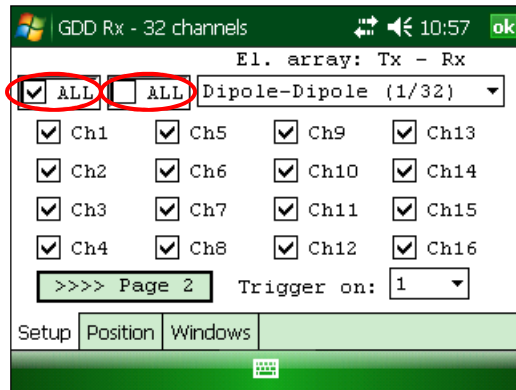 GDD Rx - 32 channels 10:57 ok
El. array: Tx - Rx
ALL ALL Dipole-Dipole (1/32)
Ch1 Ch5 Ch9 Ch13
Ch2 Ch6 Ch10 Ch14
Ch3 Ch7 Ch11 Ch15
Ch4 Ch8 Ch12 Ch16
>>>> Page 2 Trigger on: 1
Setup Position Windows